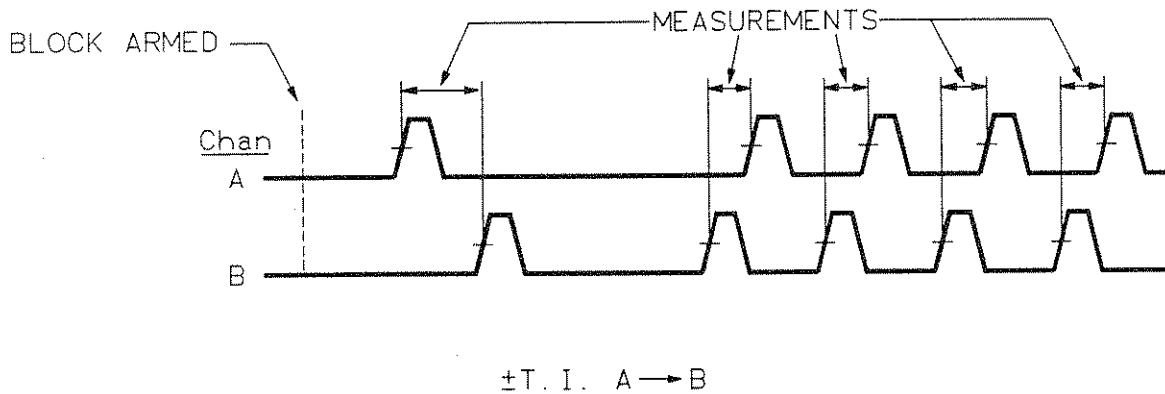 MEASUREMENTS
BLOCK ARMED
Chan
A
B
±T.I. A→B